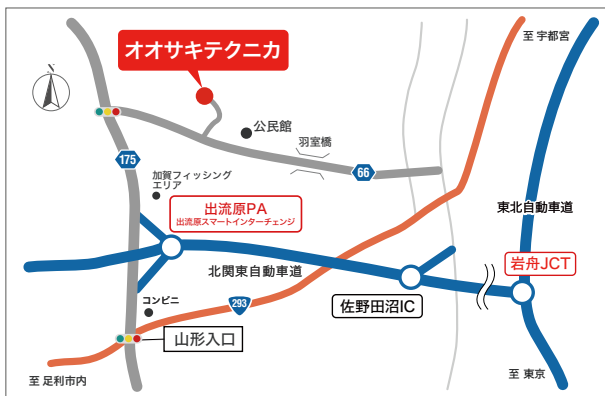 オオサキテクニカ
至 宇都宮
公民館
羽室橋
175
66
加賀フィッシング
エリア
出流原PA
出流原スマートインターチェンジ
東北自動車道
北関東自動車道
岩舟JCT
コンビニ
293
佐野田沼IC
山形入口
至 足利市内
至 東京